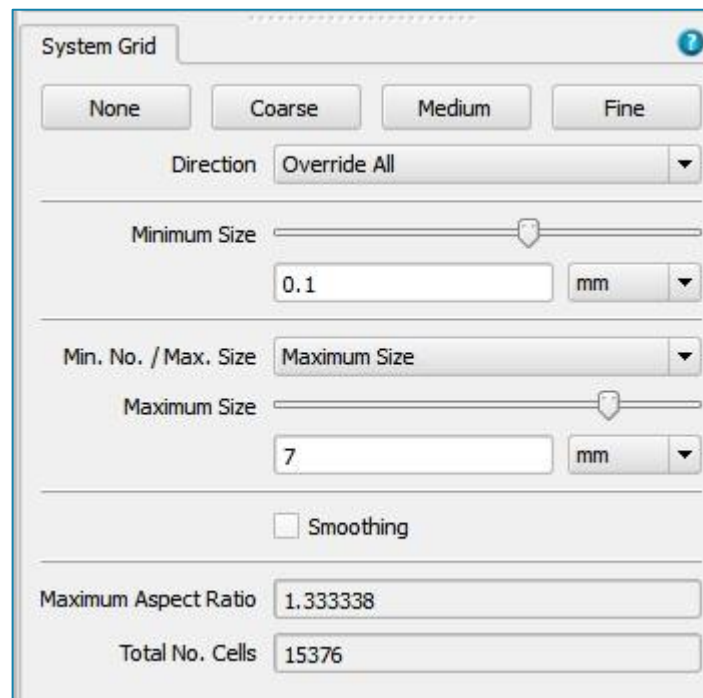 System Grid ?
None Coarse Medium Fine
Direction Override All
Minimum Size
0.1 mm
Min. No. / Max. Size Maximum Size
Maximum Size
7 mm
Smoothing
Maximum Aspect Ratio 1.333338
Total No. Cells 15376